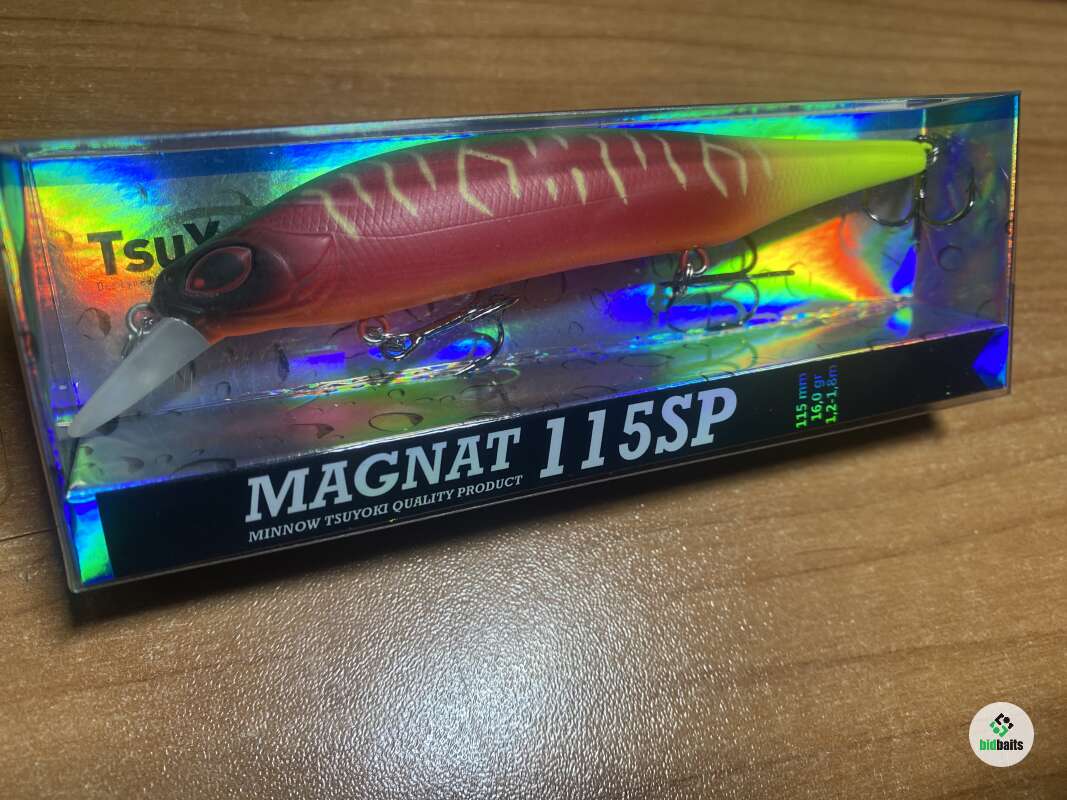 TsuY
MAGNAT 115SP
MINNOW TSUYOKI QUALITY PRODUCT
115 mm
16,0 gr
1,2-1,8m
bidbaits